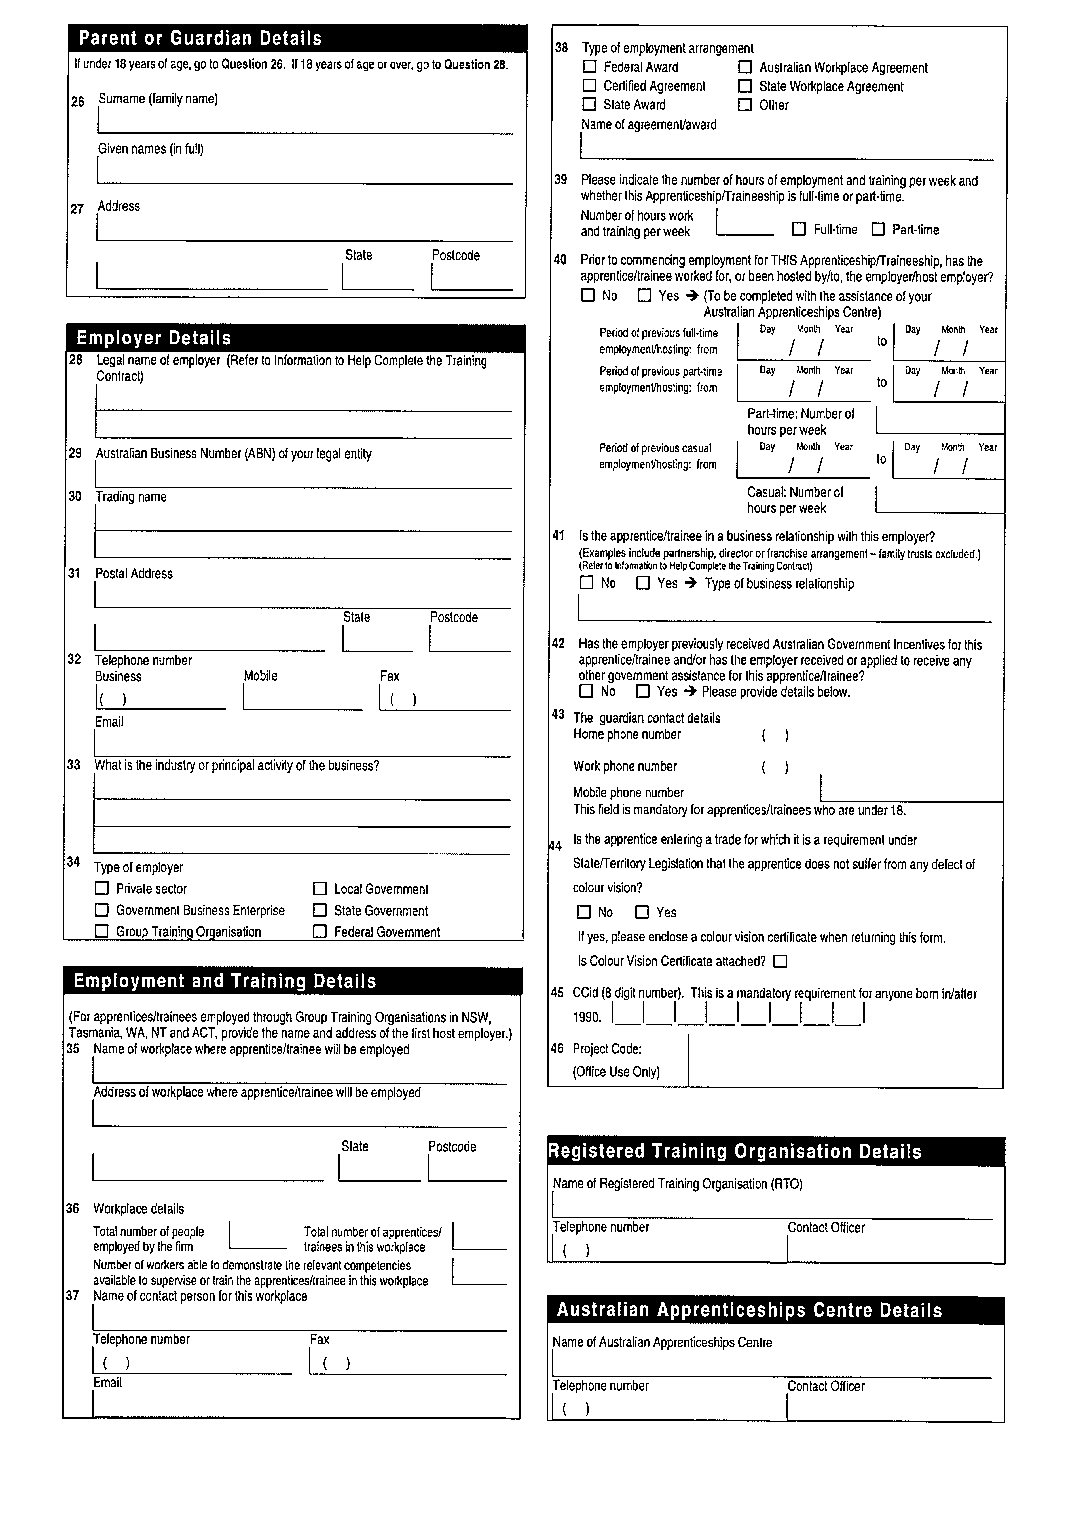 Parent or Guardian Details
If under 18 years of age, go to Question 26. If 18 years of age or over, go to Question 28.
26 Surname (family name)
Given names (in full)
27 Address
State Postcode
Employer Details
28 Legal name of employer (Refer to Information to Help Complete the Training
Contract)
29 Australian Business Number (ABN) of your legal entity
30 Trading name
31 Postal Address
State Postcode
32 Telephone number
Business Mobile Fax
( ) ( )
Email
33 What is the industry or principal activity of the business?
34 Type of employer
Private sector Local Government
Government Business Enterprise State Government
Group Training Organisation Federal Government
Employment and Training Details
(For apprentices/trainees employed through Group Training Organisations in NSW,
Tasmania, WA, NT and ACT, provide the name and address of the first host employer.)
35 Name of workplace where apprentice/trainee will be employed
Address of workplace where apprentice/trainee will be employed
State Postcode
36 Workplace details
Total number of people Total number of apprentices/
employed by the firm trainees in this workplace
Number of workers able to demonstrate the relevant competencies
available to supervise or train the apprentices/trainee in this workplace
37 Name of contact person for this workplace
Telephone number Fax
( ) ( )
Email
38 Type of employment arrangement
Federal Award Australian Workplace Agreement
Certified Agreement State Workplace Agreement
State Award Other
Name of agreement/award
39 Please indicate the number of hours of employment and training per week and
whether this Apprenticeship/Traineeship is full-time or part-time.
Number of hours work
and training per week Full-time Part-time
40 Prior to commencing employment for THIS Apprenticeship/Traineeship, has the
apprentice/trainee worked for, or been hosted by/to, the employer/host employer?
No Yes → (To be completed with the assistance of your
Australian Apprenticeships Centre)
Period of previous full-time Day Month Year Day Month Year
employment/hosting: from / / to / /
Period of previous part-time Day Month Year Day Month Year
employment/hosting: from / / to / /
Part-time: Number of
hours per week
Period of previous casual Day Month Year Day Month Year
employment/hosting: from / / to / /
Casual: Number of
hours per week
41 Is the apprentice/trainee in a business relationship with this employer?
(Examples include partnership, director or franchise arrangement – family trusts excluded.)
(Refer to Information to Help Complete the Training Contract)
No Yes → Type of business relationship
42 Has the employer previously received Australian Government Incentives for this
apprentice/trainee and/or has the employer received or applied to receive any
other government assistance for this apprentice/trainee?
No Yes → Please provide details below.
43 The guardian contact details
Home phone number ( )
Work phone number ( )
Mobile phone number
This field is mandatory for apprentices/trainees who are under 18.
44 Is the apprentice entering a trade for which it is a requirement under
State/Territory Legislation that the apprentice does not suffer from any defect of
colour vision?
No Yes
If yes, please enclose a colour vision certificate when returning this form.
Is Colour Vision Certificate attached?
45 CCid (8 digit number). This is a mandatory requirement for anyone born in/after
1990.
46 Project Code:
(Office Use Only)
Registered Training Organisation Details
Name of Registered Training Organisation (RTO)
Telephone number Contact Officer
( )
Australian Apprenticeships Centre Details
Name of Australian Apprenticeships Centre
Telephone number Contact Officer
( )